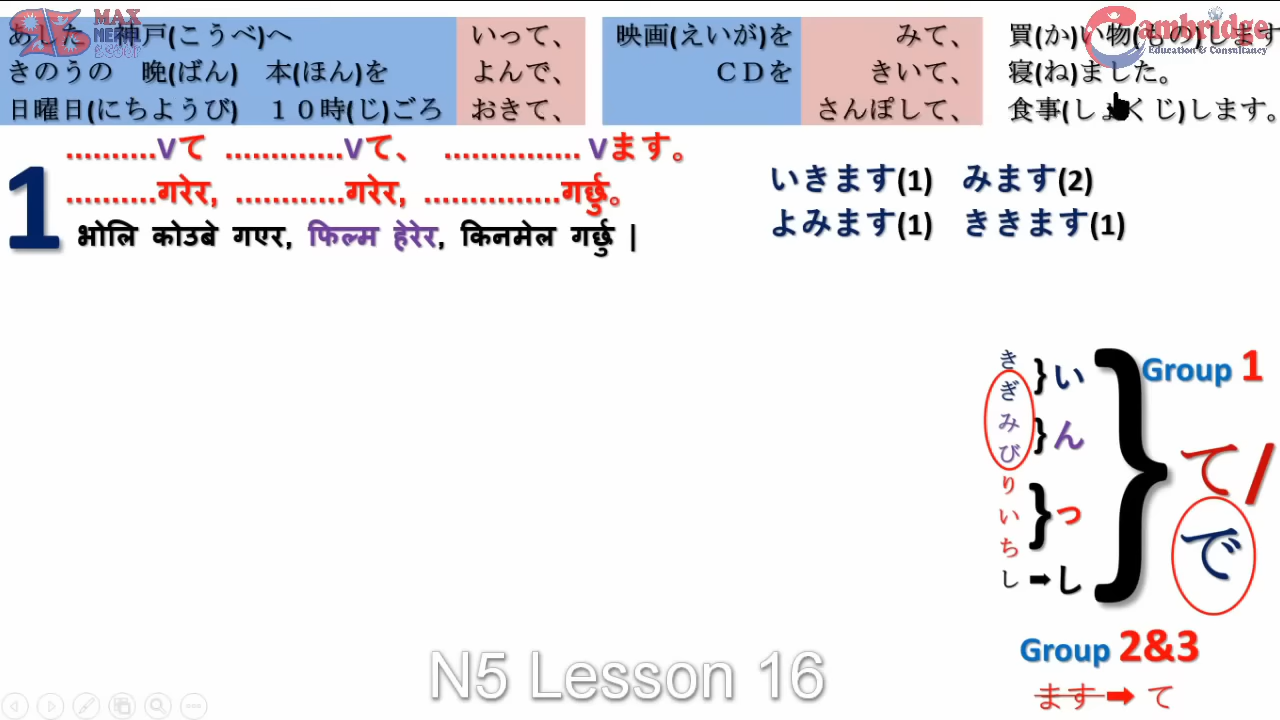 あした 神戸(こうべ)へ いって、 映画(えいが)を みて、 買(か)い物(もの)します
きのうの 晩(ばん) 本(ほん)を よんで、 ＣＤを きいて、 寝(ね)ました。
日曜日(にちようび) １０時(じ)ごろ おきて、 さんぽして、 食事(しょくじ)します。
MAX
Cambridge
Education & Consultancy
1
..........Vて .............Vて、 ............... Vます。
..........गरेर, ............गरेर, ...............गर्छु。
भोलि कोउबे गएर, फिल्म हेरेर, किनमेल गर्छु |
いきます(1) みます(2)
よみます(1) ききます(1)
き
ぎ } い
み
び } ん
り
い } っ
ち
し ➡ し
Group 1
て/
で
Group 2&3
ます ➡ て
N5 Lesson 16